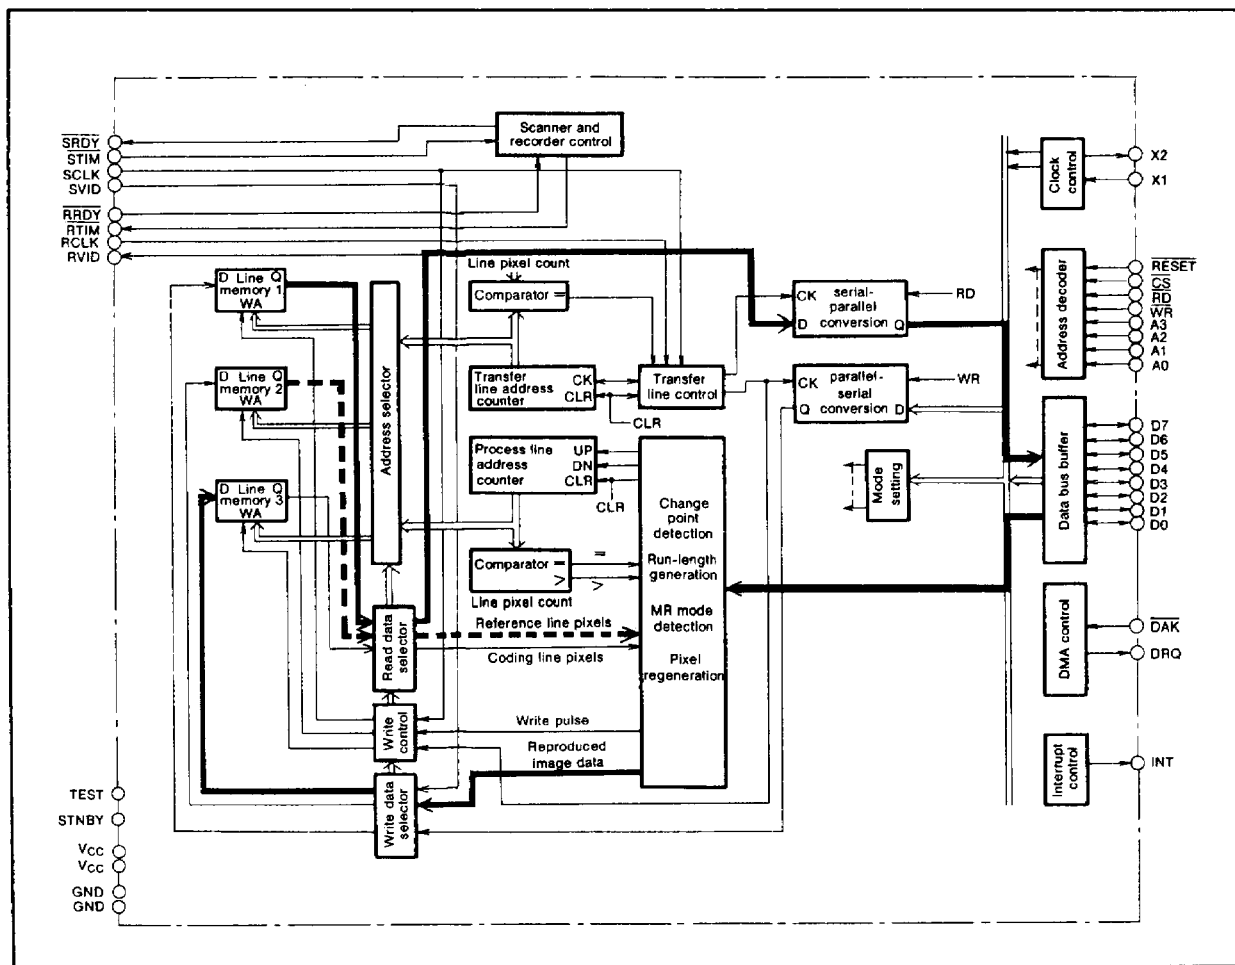 SRDY
STIM
SCLK
SVID
RRDY
RTIM
RCLK
RVID
Scanner and
recorder control
D Line Q
memory 1
WA
D Line Q
memory 2
WA
D Line Q
memory 3
WA
Address selector
Line pixel count
Comparator =
Transfer CK
line address
counter CLR
CLR
Transfer
line control
Process line UP
address DN
counter CLR
CLR
Comparator =
>
=
>
Line pixel count
Reference line pixels
Coding line pixels
Read data
selector
Write
control
Write data
selector
Write pulse
Reproduced
image data
Change
point
detection
Run-length
generation
MR mode
detection
Pixel
regeneration
CK serial-
parallel
D conversion Q
RD
CK parallel-
serial
Q conversion D
WR
Mode
setting
Clock
control
X2
X1
Address decoder
RESET
CS
RD
WR
A3
A2
A1
A0
Data bus buffer
D7
D6
D5
D4
D3
D2
D1
D0
DMA control
DAK
DRQ
Interrupt
control
INT
TEST
STNBY
VCC
VCC
GND
GND